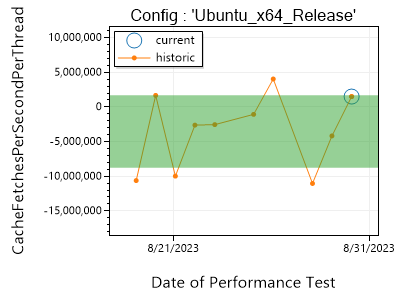 Config : 'Ubuntu_x64_Release'
CacheFetchesPerSecondPerThread
10,000,000
5,000,000
0
-5,000,000
-10,000,000
-15,000,000
current
historic
8/21/2023
8/31/2023
Date of Performance Test